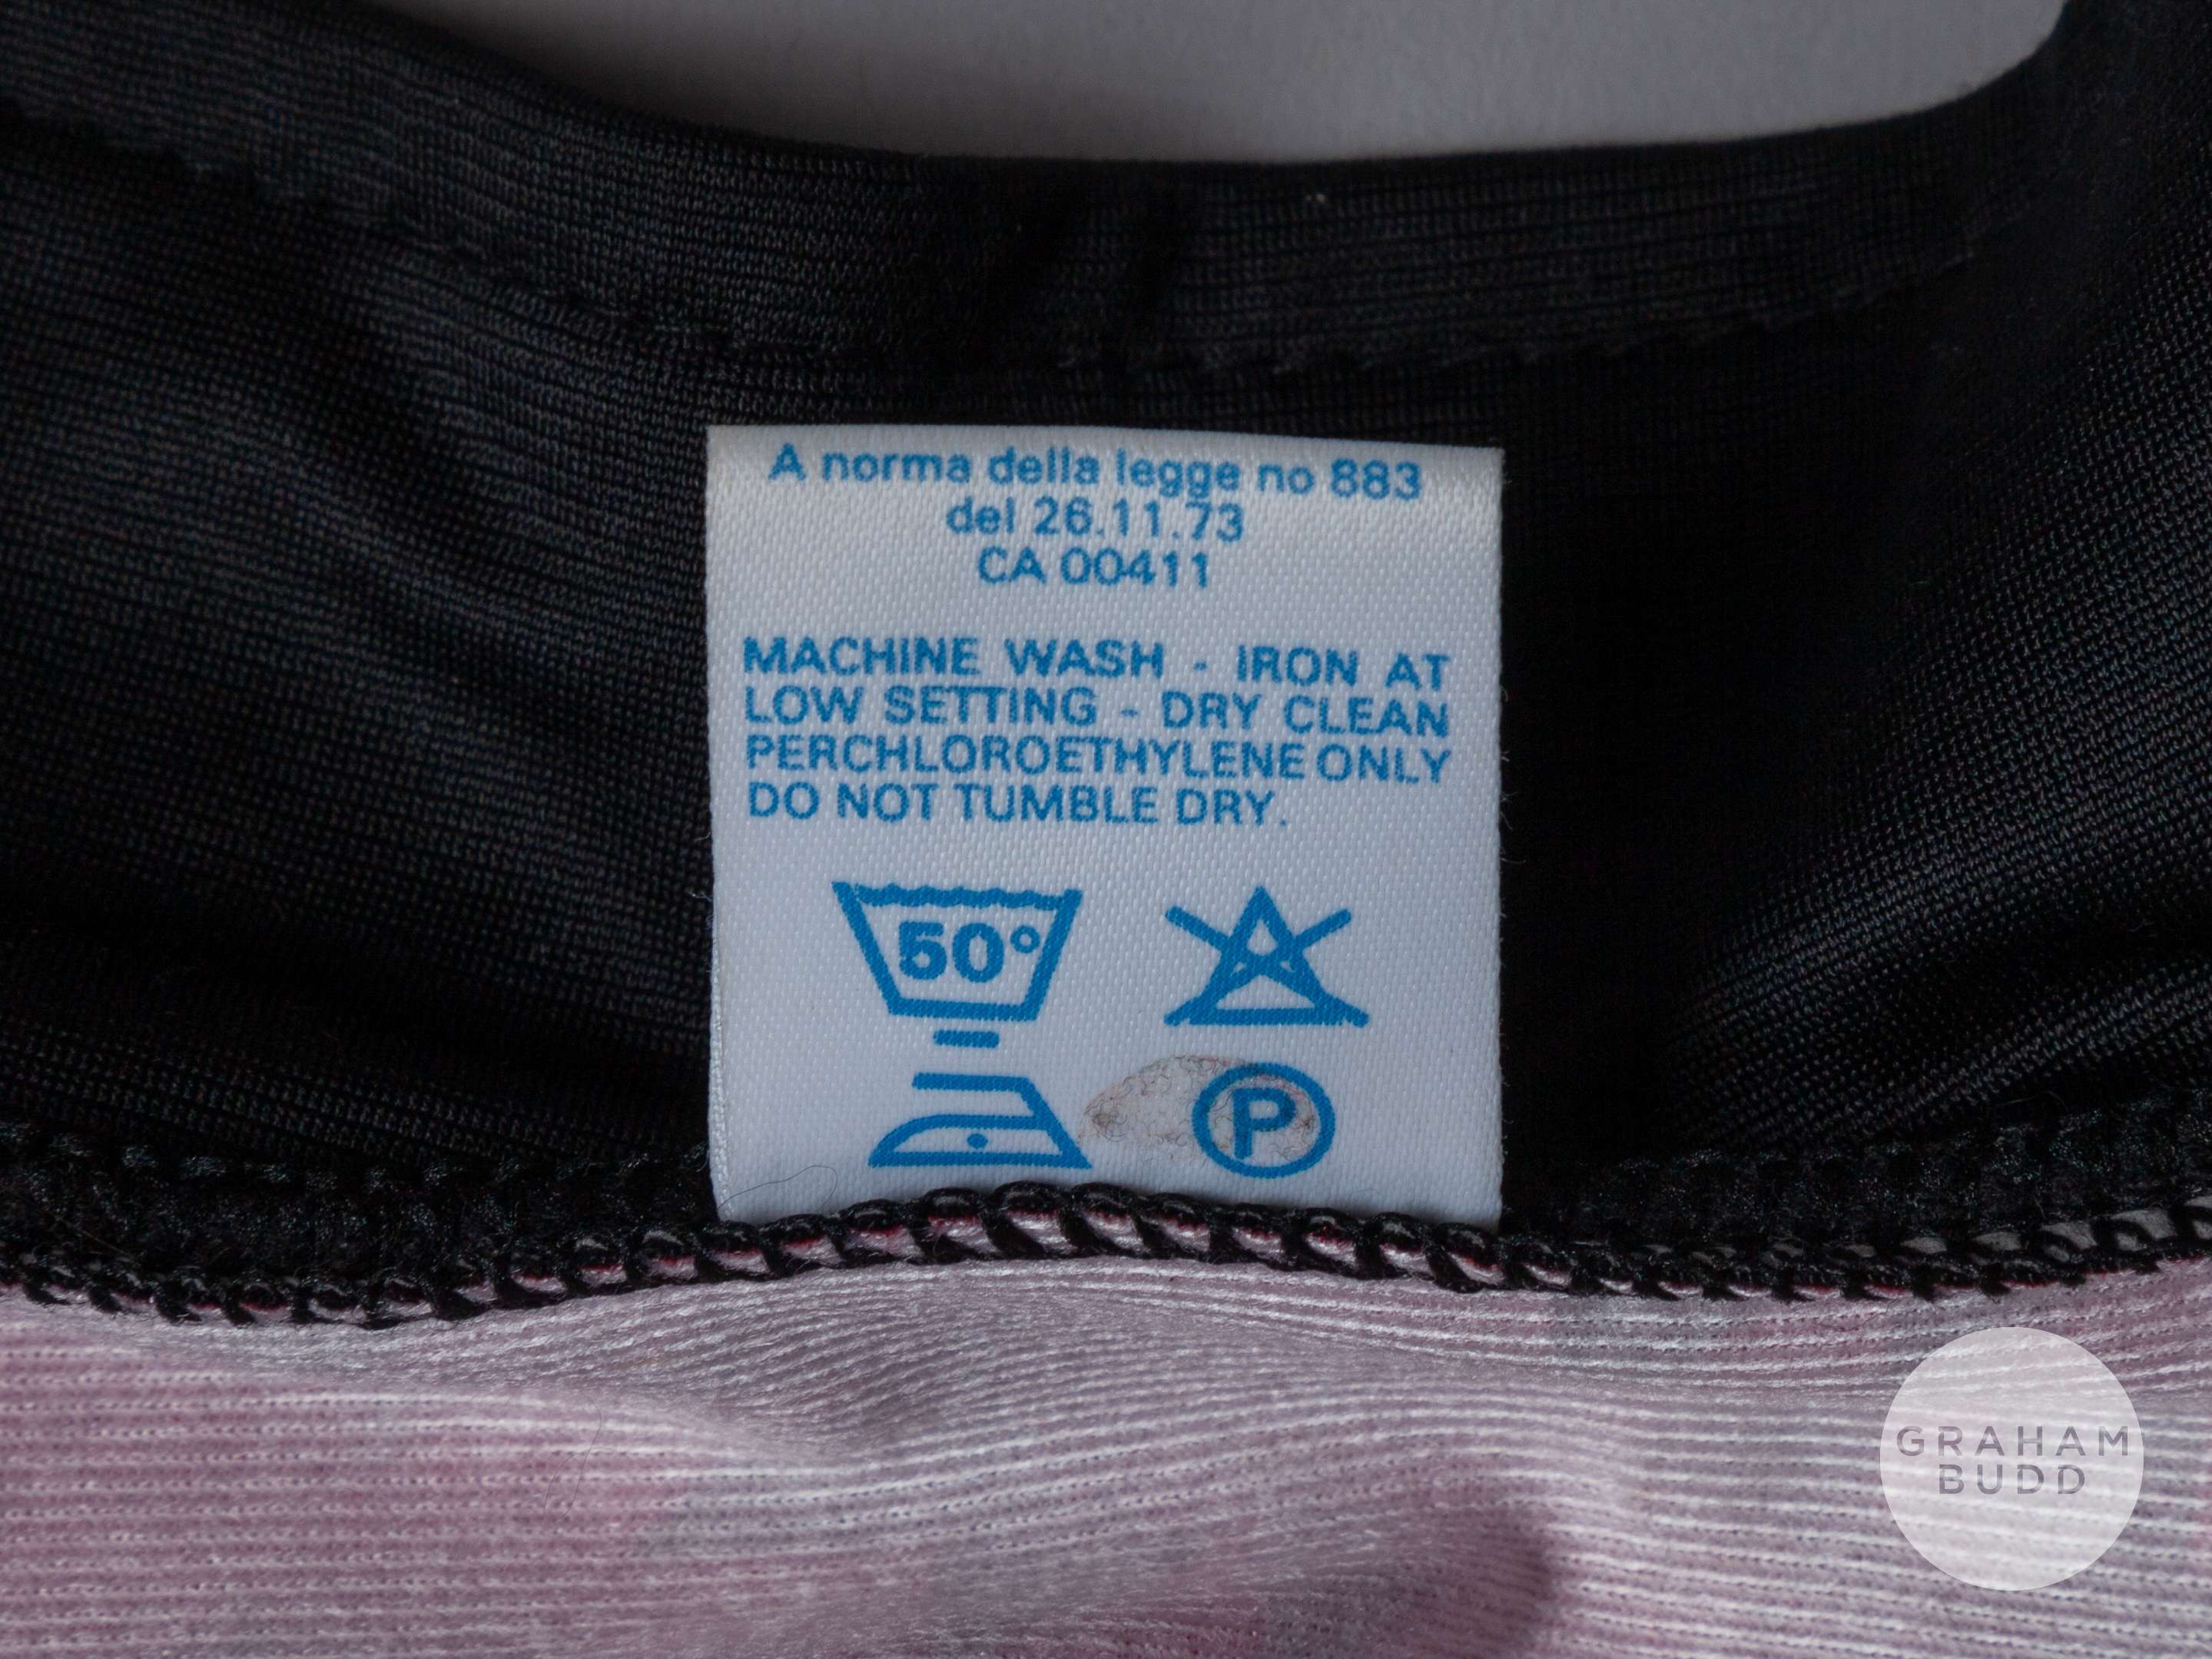 A norma della legge no 883
del 26.11.73
CA 00411
MACHINE WASH - IRON AT
LOW SETTING - DRY CLEAN
PERCHLOROETHYLENE ONLY
DO NOT TUMBLE DRY.
50°
P
GRAHAM
BUDD